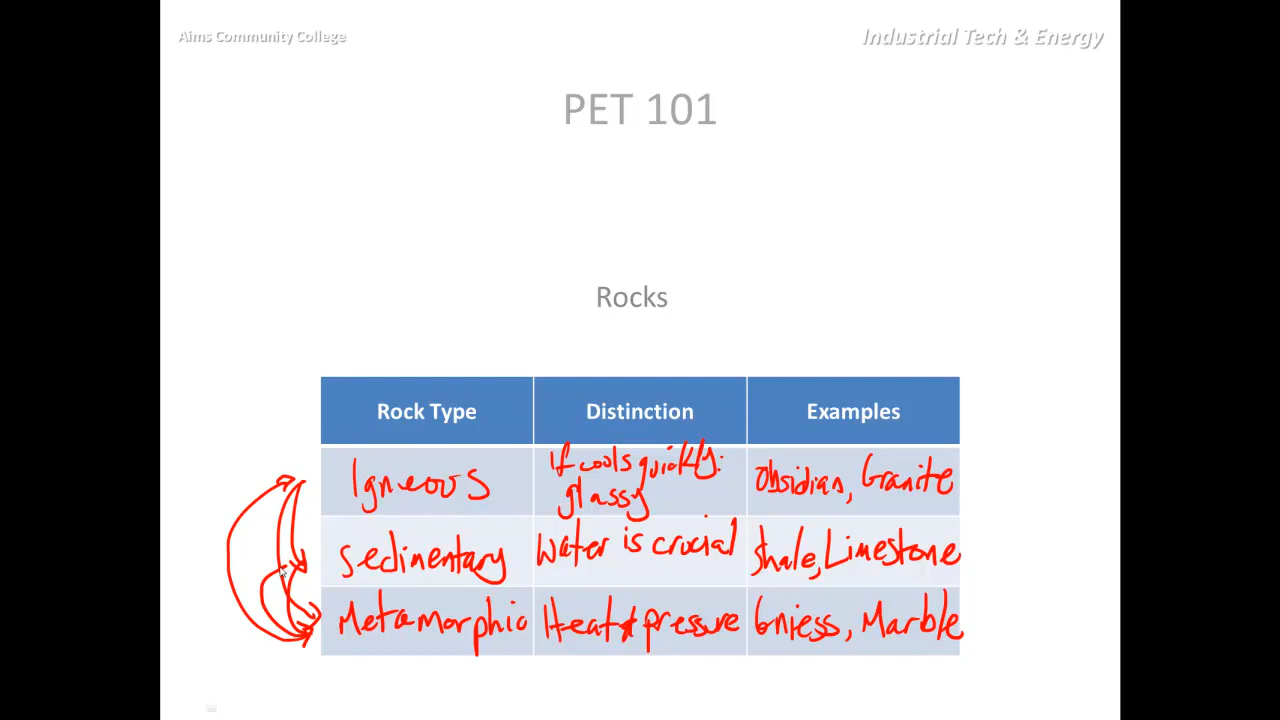 Aims Community College
Industrial Tech & Energy
PET 101
Rocks
Rock Type Distinction Examples
Igneous If cools quickly: glassy Obsidian, Granite
Sedimentary Water is crucial Shale, Limestone
Metamorphic Heat & pressure Gniess, Marble